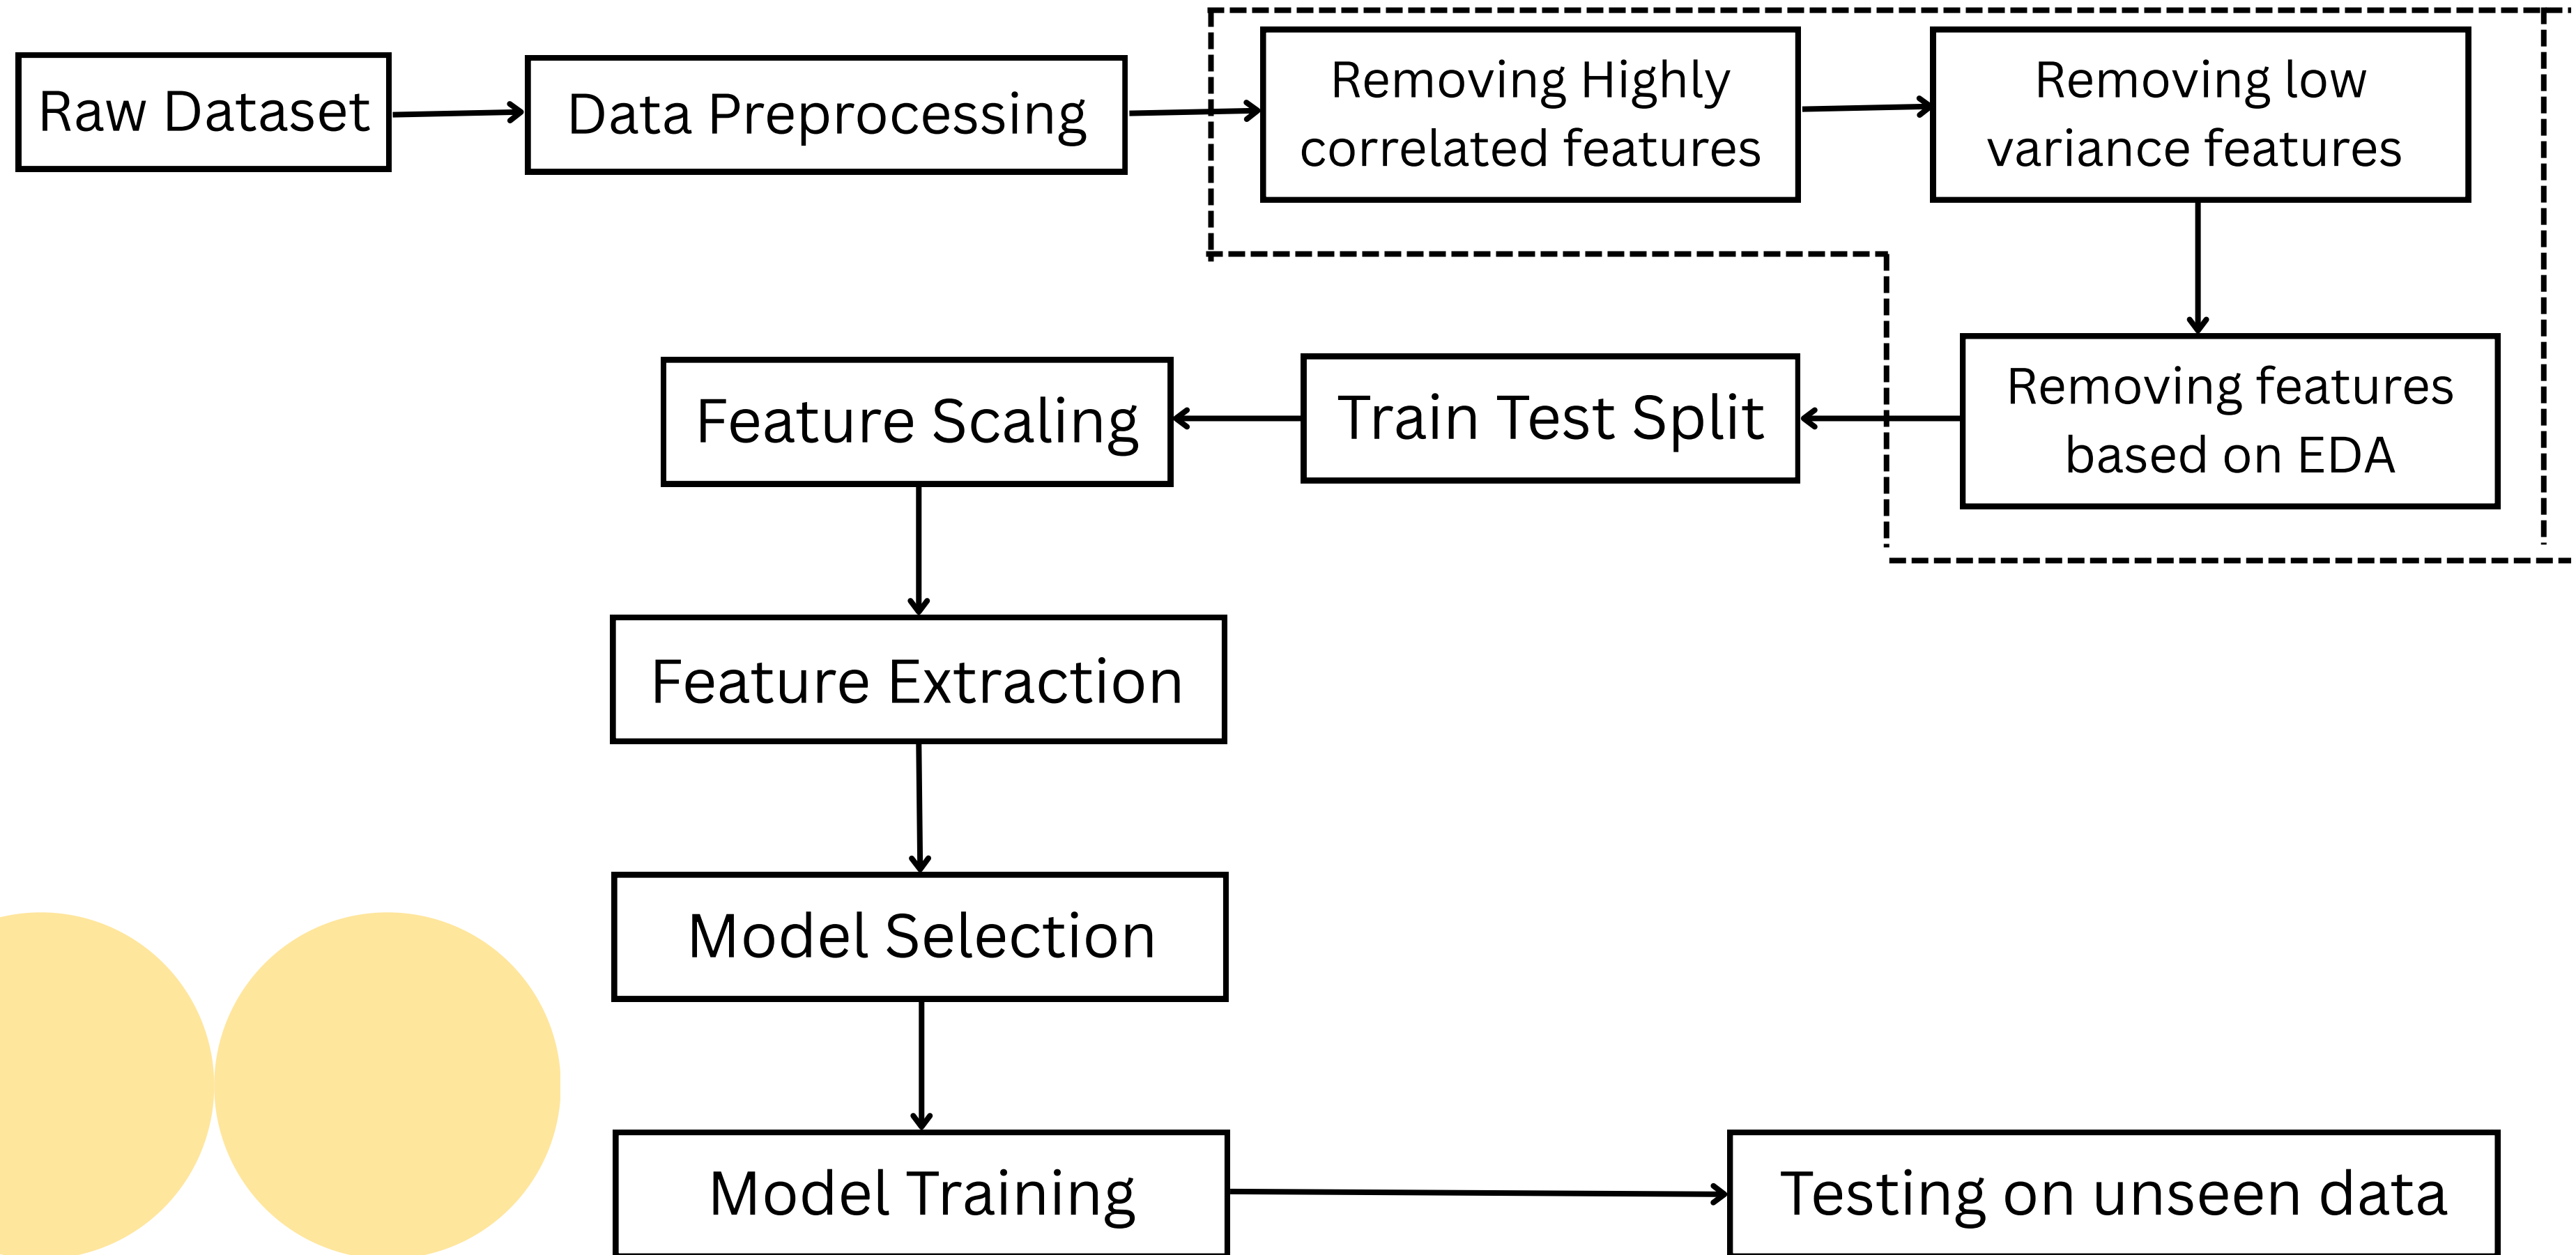 Raw Dataset
Data Preprocessing
Removing Highly
correlated features
Removing low
variance features
Removing features
based on EDA
Train Test Split
Feature Scaling
Feature Extraction
Model Selection
Model Training
Testing on unseen data